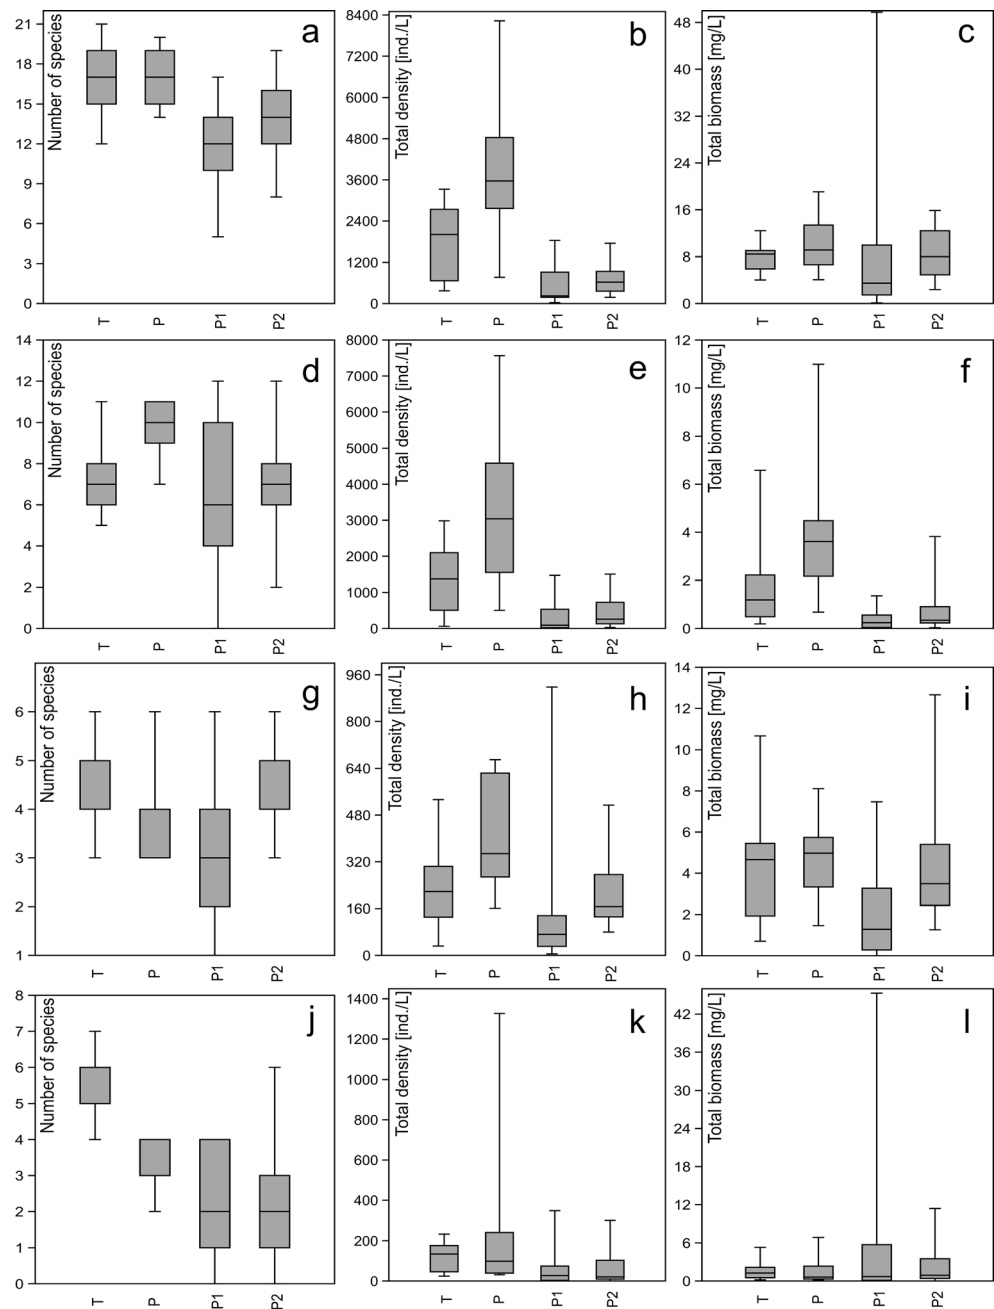 a
Number of species
21
18
15
12
9
6
3
0
T
P
P1
P2
b
Total density [ind./L]
8400
7200
6000
4800
3600
2400
1200
0
T
P
P1
P2
c
Total biomass [mg/L]
48
40
32
24
16
8
0
T
P
P1
P2
d
Number of species
14
12
10
8
6
4
2
0
T
P
P1
P2
e
Total density [ind./L]
8000
7000
6000
5000
4000
3000
2000
1000
0
T
P
P1
P2
f
Total biomass [mg/L]
12
10
8
6
4
2
0
T
P
P1
P2
g
Number of species
6
5
4
3
2
1
T
P
P1
P2
h
Total density [ind./L]
960
800
640
480
320
160
0
T
P
P1
P2
i
Total biomass [mg/L]
14
12
10
8
6
4
2
0
T
P
P1
P2
j
Number of species
8
7
6
5
4
3
2
1
0
T
P
P1
P2
k
Total density [ind./L]
1400
1200
1000
800
600
400
200
0
T
P
P1
P2
l
Total biomass [mg/L]
42
36
30
24
18
12
6
0
T
P
P1
P2